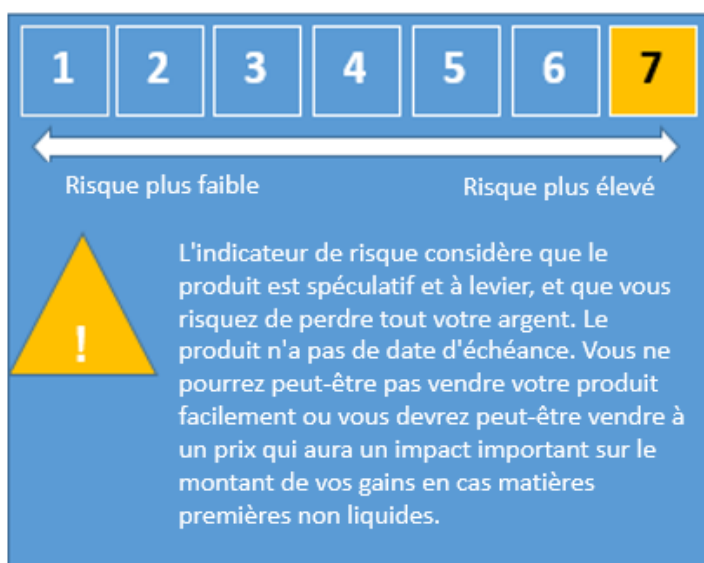 1 2 3 4 5 6 7
Risque plus faible Risque plus élevé
L'indicateur de risque considère que le
produit est spéculatif et à levier, et que vous
risquez de perdre tout votre argent. Le
produit n'a pas de date d'échéance. Vous ne
pourrez peut-être pas vendre votre produit
facilement ou vous devrez peut-être vendre à
un prix qui aura un impact important sur le
montant de vos gains en cas matières
premières non liquides.
!